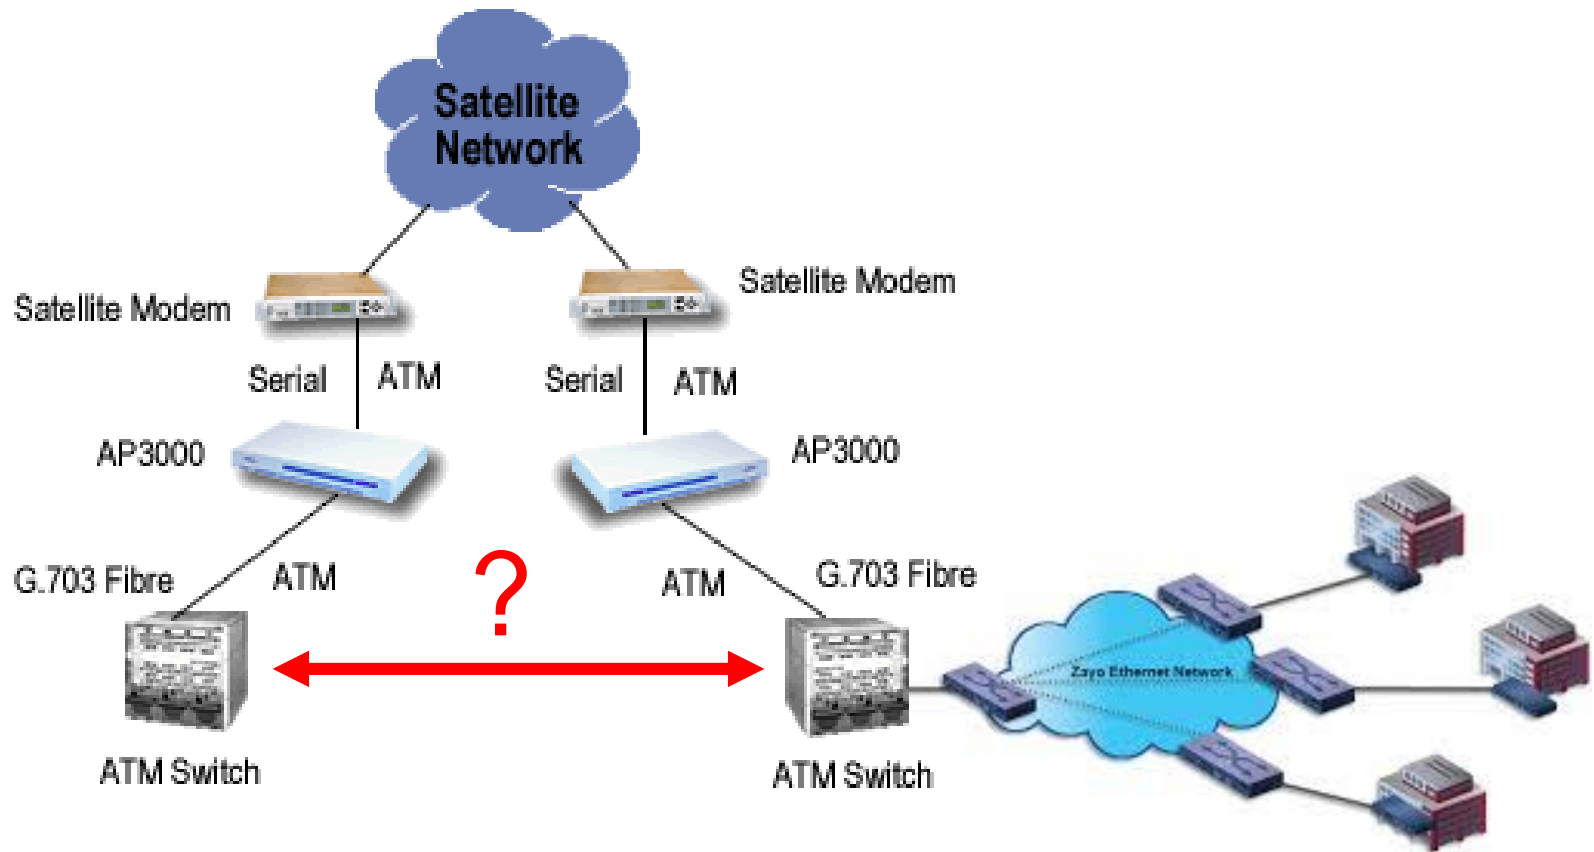 Satellite
Network
Satellite Modem
Satellite Modem
Serial
ATM
Serial
ATM
AP3000
AP3000
G.703 Fibre
ATM
?
ATM
G.703 Fibre
Zayo Ethernet Network
ATM Switch
ATM Switch